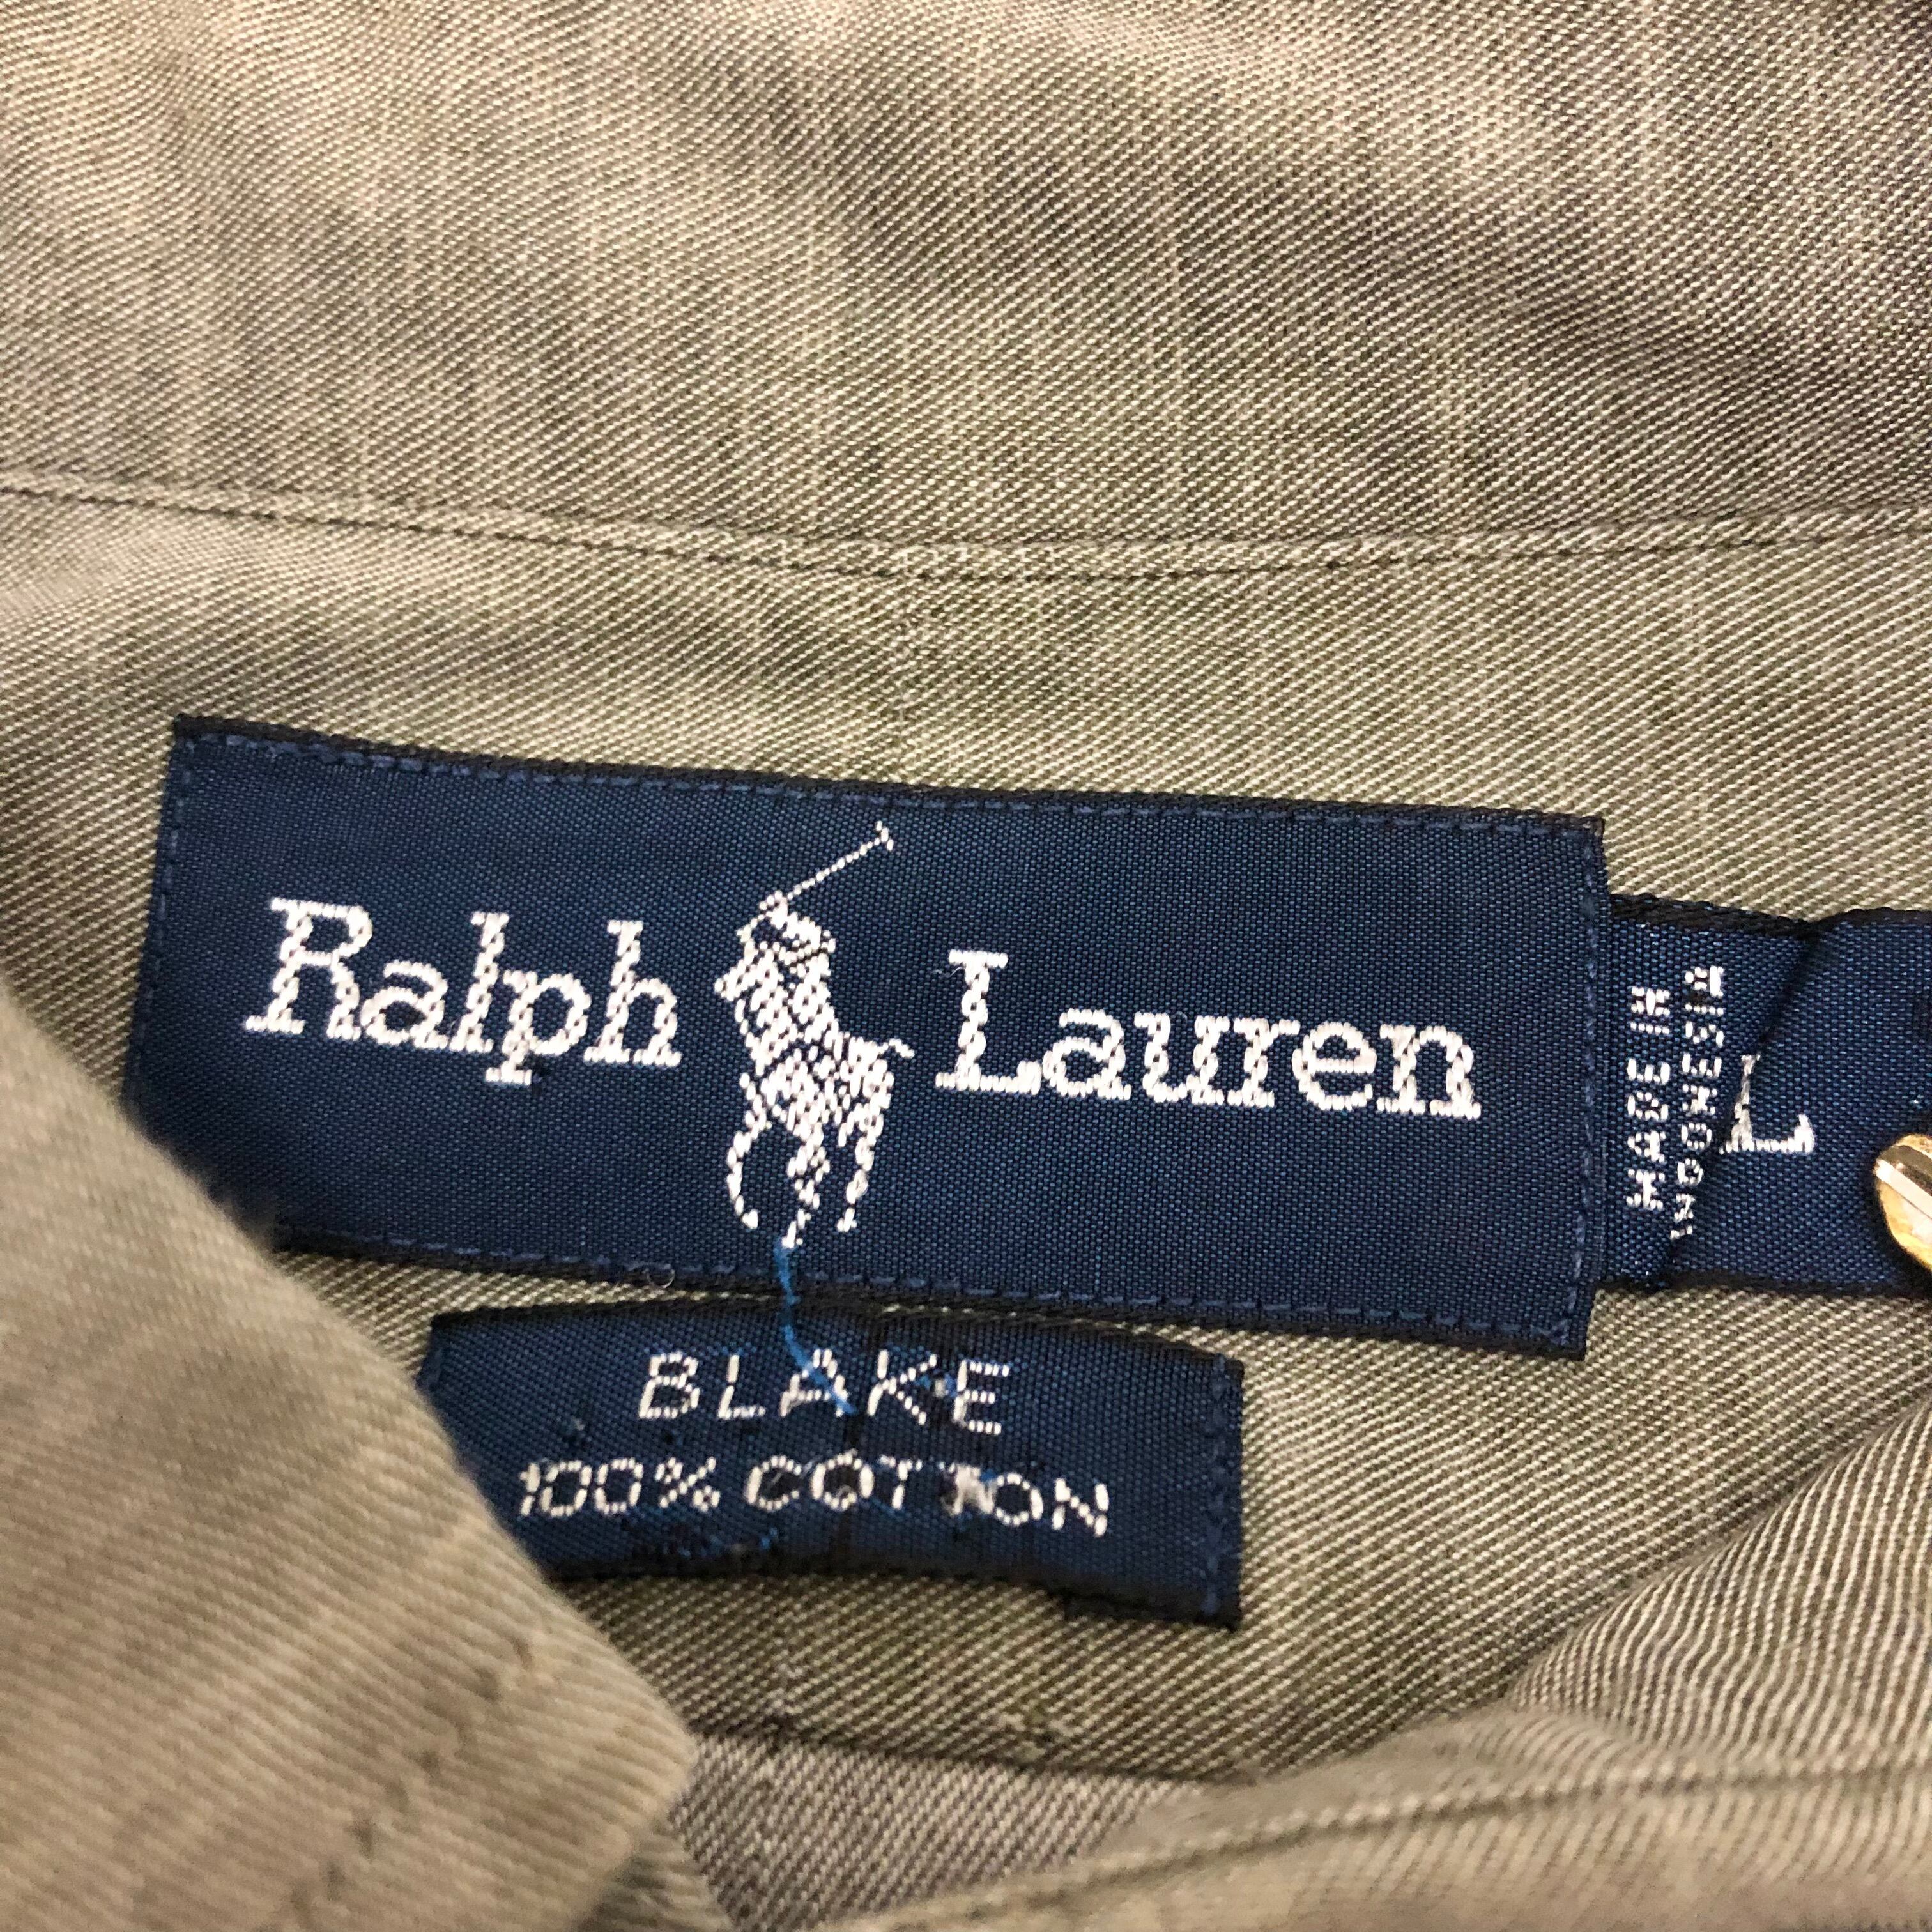 Ralph Lauren
MADE IN
INDONESIA
L
BLAKE
100% COTTON